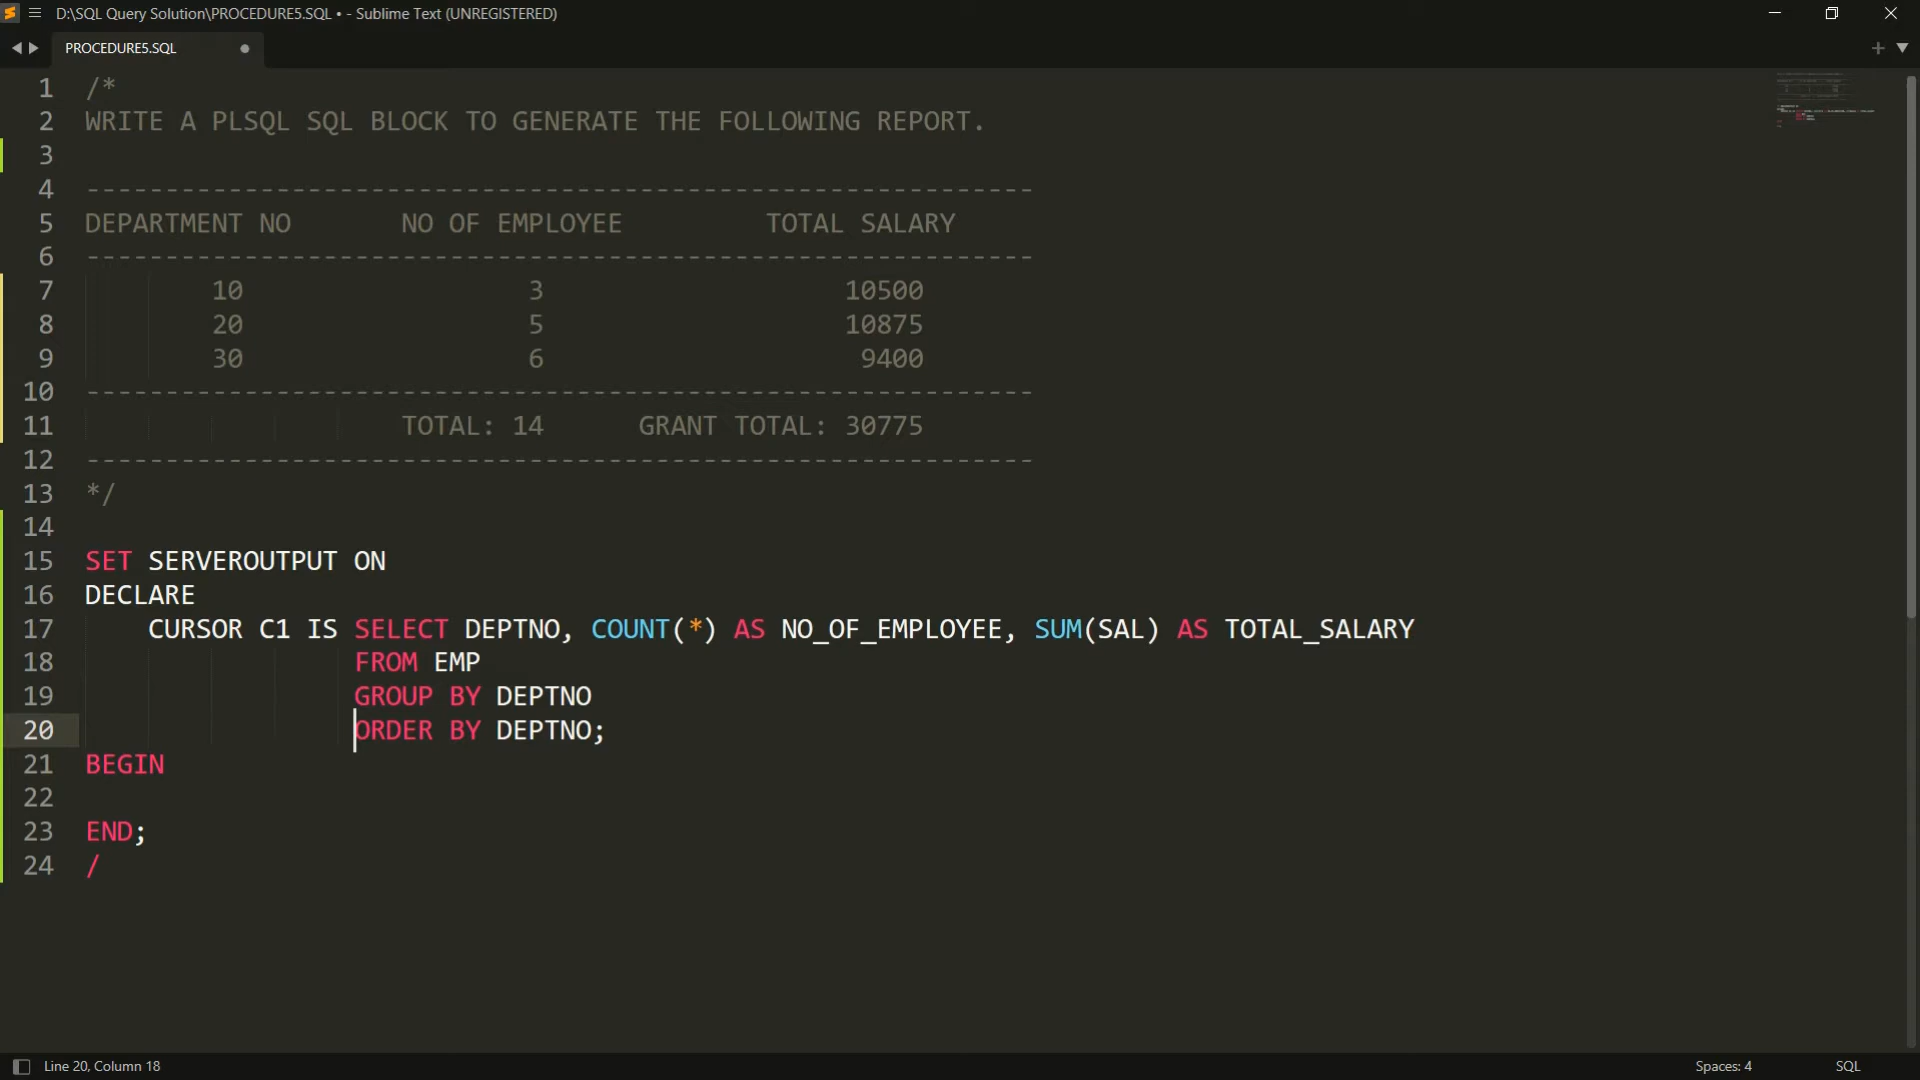 D:\SQL Query Solution\PROCEDURE5.SQL • - Sublime Text (UNREGISTERED)
PROCEDURE5.SQL
1 /*
2 WRITE A PLSQL SQL BLOCK TO GENERATE THE FOLLOWING REPORT.
3
4 ------------------------------------------------------------
5 DEPARTMENT NO       NO OF EMPLOYEE         TOTAL SALARY
6 ------------------------------------------------------------
7         10                  3                   10500
8         20                  5                   10875
9         30                  6                    9400
10 ------------------------------------------------------------
11                     TOTAL: 14      GRANT TOTAL: 30775
12 ------------------------------------------------------------
13 */
14
15 SET SERVEROUTPUT ON
16 DECLARE
17     CURSOR C1 IS SELECT DEPTNO, COUNT(*) AS NO_OF_EMPLOYEE, SUM(SAL) AS TOTAL_SALARY
18                  FROM EMP
19                  GROUP BY DEPTNO
20                  ORDER BY DEPTNO;
21 BEGIN
22
23 END;
24 /
Line 20, Column 18 Spaces: 4 SQL